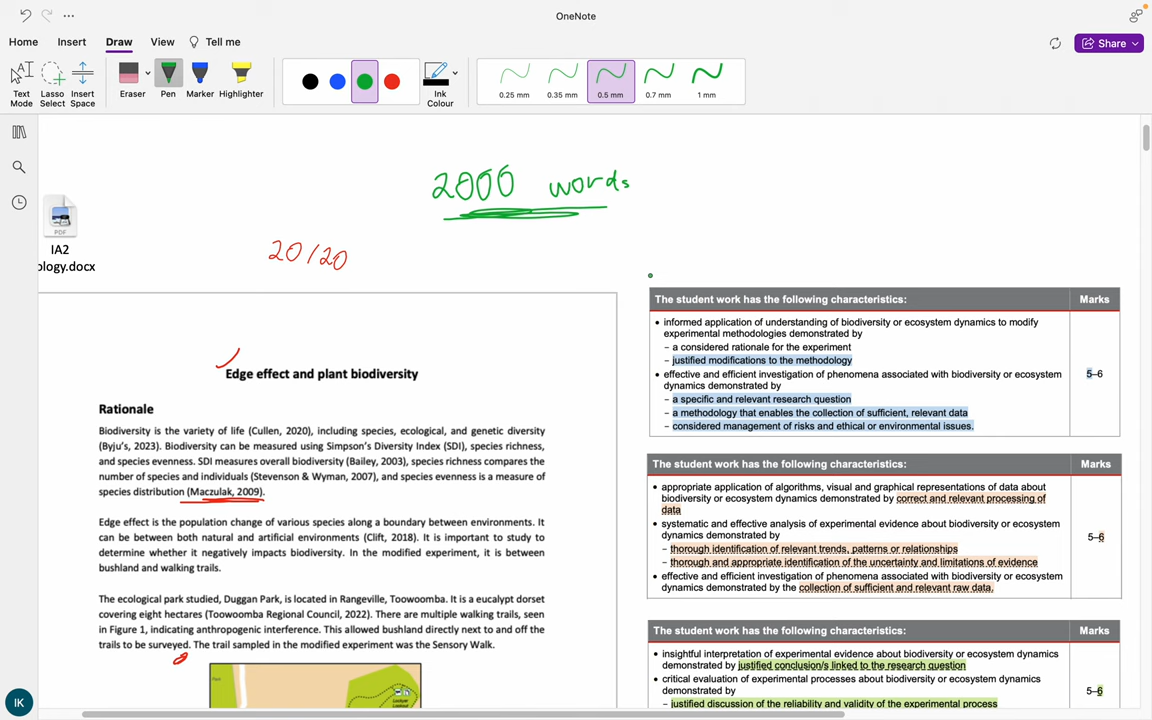 OneNote
Home Insert Draw View Tell me
Share
Text Mode
Lasso Select
Insert Space
Eraser
Pen
Marker
Highlighter
Ink Colour
0.25 mm
0.35 mm
0.5 mm
0.7 mm
1 mm
2000 words
PDF
IA2
ology.docx
20/20
Edge effect and plant biodiversity
Rationale
Biodiversity is the variety of life (Cullen, 2020), including species, ecological, and genetic diversity
(Byju's, 2023). Biodiversity can be measured using Simpson's Diversity Index (SDI), species richness,
and species evenness. SDI measures overall biodiversity (Bailey, 2003), species richness compares the
number of species and individuals (Stevenson & Wyman, 2007), and species evenness is a measure of
species distribution (Maczulak, 2009).
Edge effect is the population change of various species along a boundary between environments. It
can be between both natural and artificial environments (Clift, 2018). It is important to study to
determine whether it negatively impacts biodiversity. In the modified experiment, it is between
bushland and walking trails.
The ecological park studied, Duggan Park, is located in Rangeville, Toowoomba. It is a eucalypt dorset
covering eight hectares (Toowoomba Regional Council, 2022). There are multiple walking trails, seen
in Figure 1, indicating anthropogenic interference. This allowed bushland directly next to and off the
trails to be surveyed. The trail sampled in the modified experiment was the Sensory Walk.
The student work has the following characteristics: Marks
• informed application of understanding of biodiversity or ecosystem dynamics to modify
experimental methodologies demonstrated by
– a considered rationale for the experiment
– justified modifications to the methodology
• effective and efficient investigation of phenomena associated with biodiversity or ecosystem
dynamics demonstrated by
– a specific and relevant research question
– a methodology that enables the collection of sufficient, relevant data
– considered management of risks and ethical or environmental issues.
5–6
The student work has the following characteristics: Marks
• appropriate application of algorithms, visual and graphical representations of data about
biodiversity or ecosystem dynamics demonstrated by correct and relevant processing of
data
• systematic and effective analysis of experimental evidence about biodiversity or ecosystem
dynamics demonstrated by
– thorough identification of relevant trends, patterns or relationships
– thorough and appropriate identification of the uncertainty and limitations of evidence
• effective and efficient investigation of phenomena associated with biodiversity or ecosystem
dynamics demonstrated by the collection of sufficient and relevant raw data.
5–6
The student work has the following characteristics: Marks
• insightful interpretation of experimental evidence about biodiversity or ecosystem dynamics
demonstrated by justified conclusion/s linked to the research question
• critical evaluation of experimental processes about biodiversity or ecosystem dynamics
demonstrated by
– justified discussion of the reliability and validity of the experimental process
5–6
IK